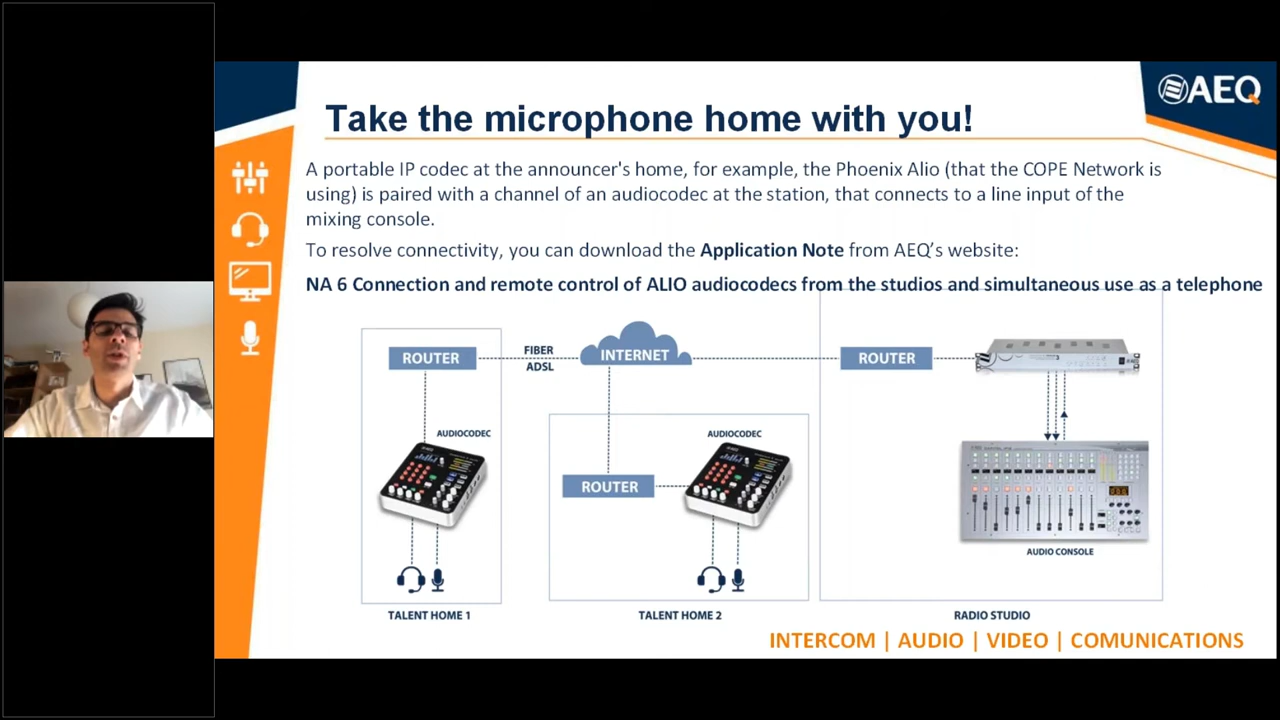 AEQ
Take the microphone home with you!
A portable IP codec at the announcer's home, for example, the Phoenix Alio (that the COPE Network is
using) is paired with a channel of an audiocodec at the station, that connects to a line input of the
mixing console.
To resolve connectivity, you can download the Application Note from AEQ’s website:
NA 6 Connection and remote control of ALIO audiocodecs from the studios and simultaneous use as a telephone
ROUTER
FIBER
ADSL
INTERNET
ROUTER
AUDIOCODEC
AUDIOCODEC
ROUTER
AUDIO CONSOLE
TALENT HOME 1
TALENT HOME 2
RADIO STUDIO
INTERCOM | AUDIO | VIDEO | COMUNICATIONS